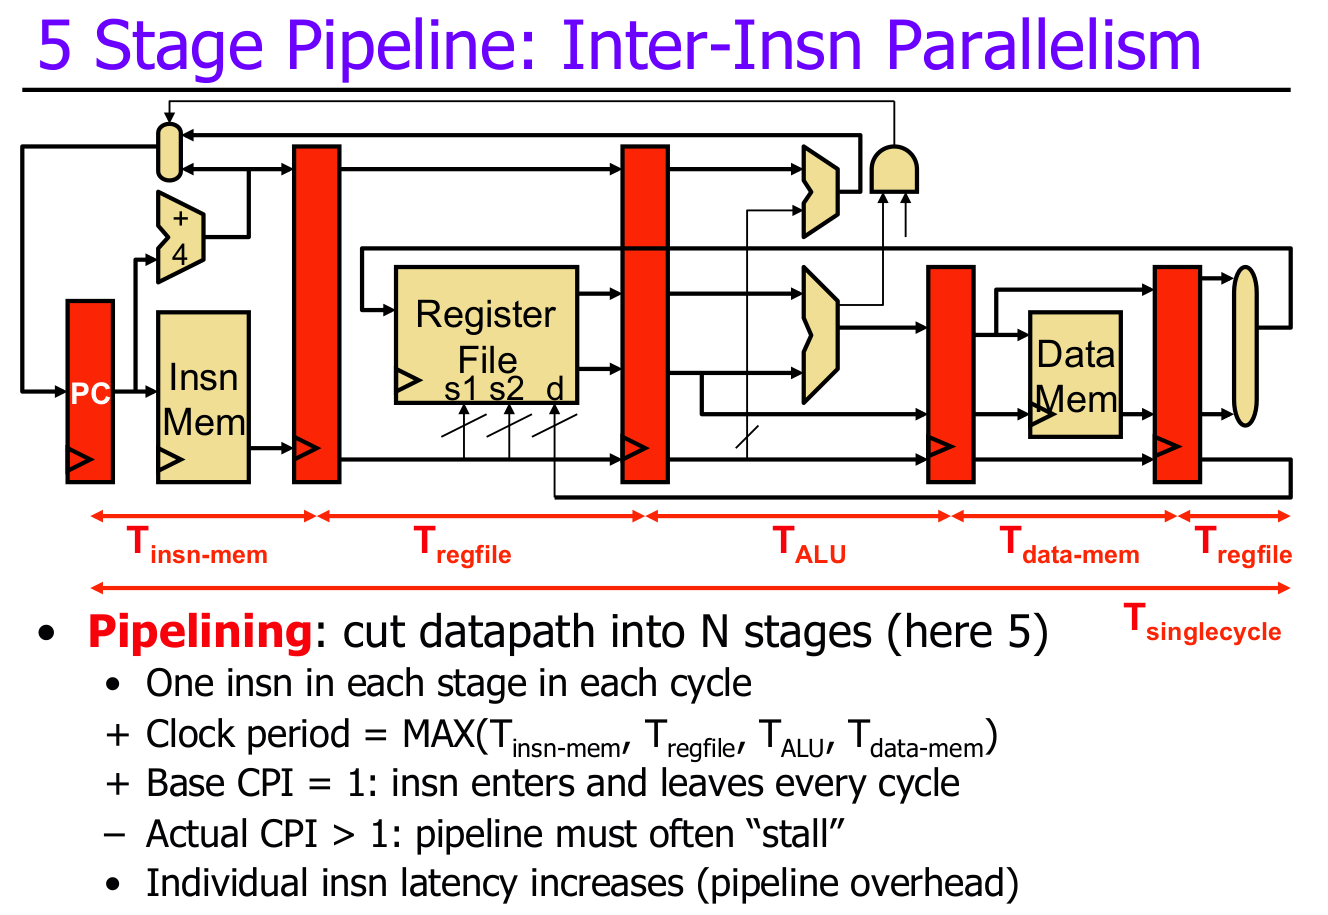 5 Stage Pipeline: Inter-Insn Parallelism
+
4
PC
Insn
Mem
Register
File
s1 s2 d
Data
Mem
Tinsn-mem
Tregfile
TALU
Tdata-mem
Tregfile
Tsinglecycle
• Pipelining: cut datapath into N stages (here 5)
• One insn in each stage in each cycle
+ Clock period = MAX(Tinsn-mem, Tregfile, TALU, Tdata-mem)
+ Base CPI = 1: insn enters and leaves every cycle
– Actual CPI > 1: pipeline must often “stall”
• Individual insn latency increases (pipeline overhead)